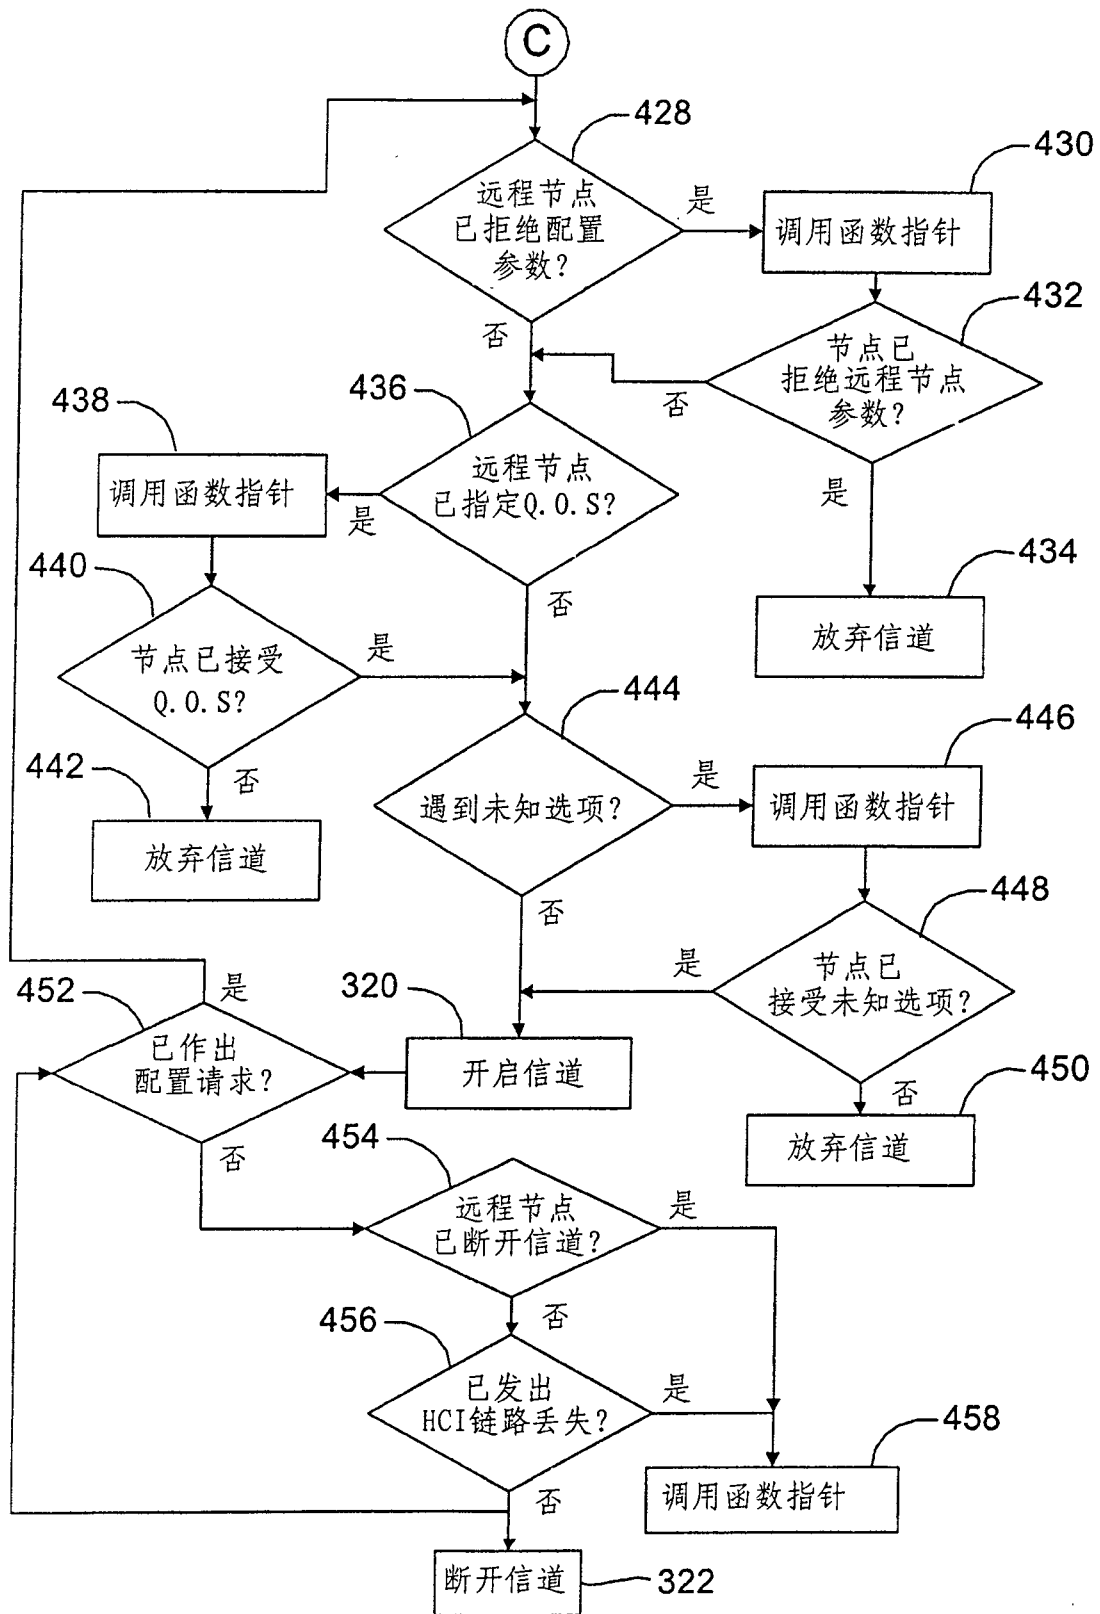 C
428
远程节点
已拒绝配置
参数?
是
否
430
调用函数指针
432
节点已
拒绝远程节点
参数?
否
是
434
放弃信道
436
远程节点
已指定Q.O.S?
是
否
438
调用函数指针
440
节点已接受
Q.O.S?
是
否
442
放弃信道
444
遇到未知选项?
是
否
446
调用函数指针
448
节点已
接受未知选项?
是
否
450
放弃信道
320
开启信道
452
已作出
配置请求?
是
否
454
远程节点
已断开信道?
是
否
456
已发出
HCI链路丢失?
是
否
458
调用函数指针
断开信道
322